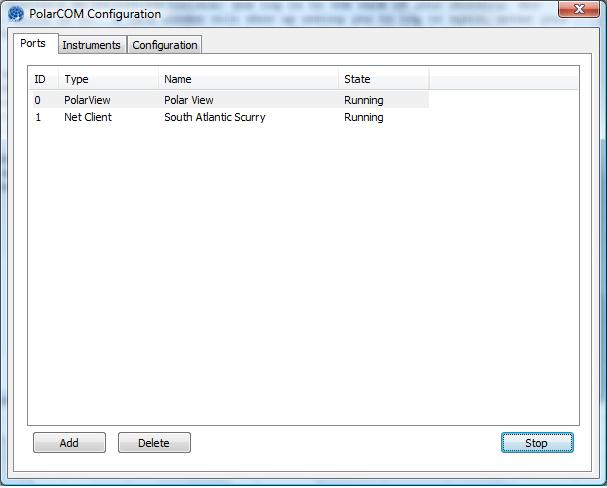 PolarCOM Configuration
Ports Instruments Configuration
ID Type Name State
0 PolarView Polar View Running
1 Net Client South Atlantic Scurry Running
Add Delete Stop